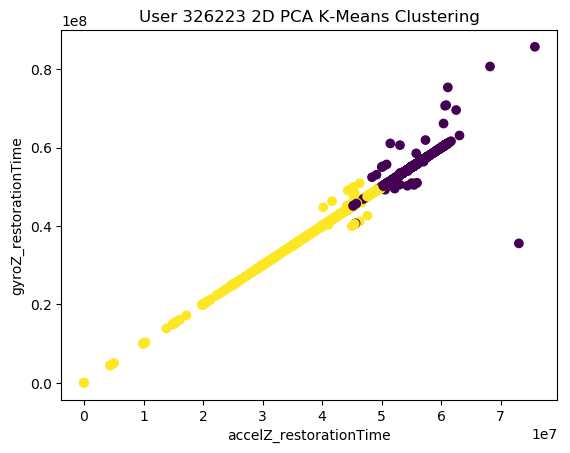 User 326223 2D PCA K-Means Clustering
1e8
0.8
0.6
0.4
0.2
0.0
gyroZ_restorationTime
0 1 2 3 4 5 6 7
1e7
accelZ_restorationTime